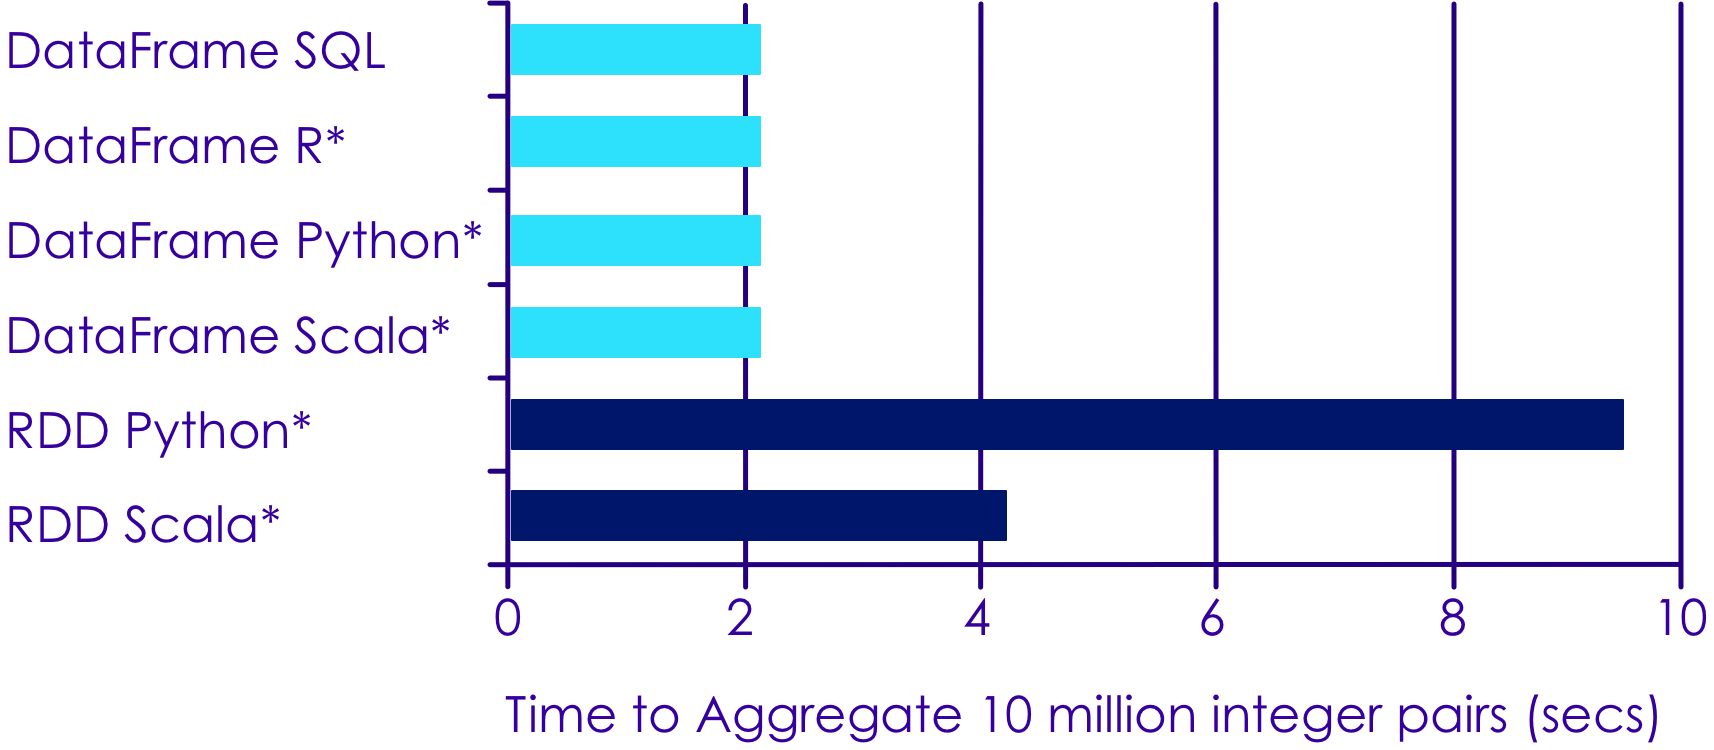 DataFrame SQL
DataFrame R*
DataFrame Python*
DataFrame Scala*
RDD Python*
RDD Scala*
0 2 4 6 8 10
Time to Aggregate 10 million integer pairs (secs)